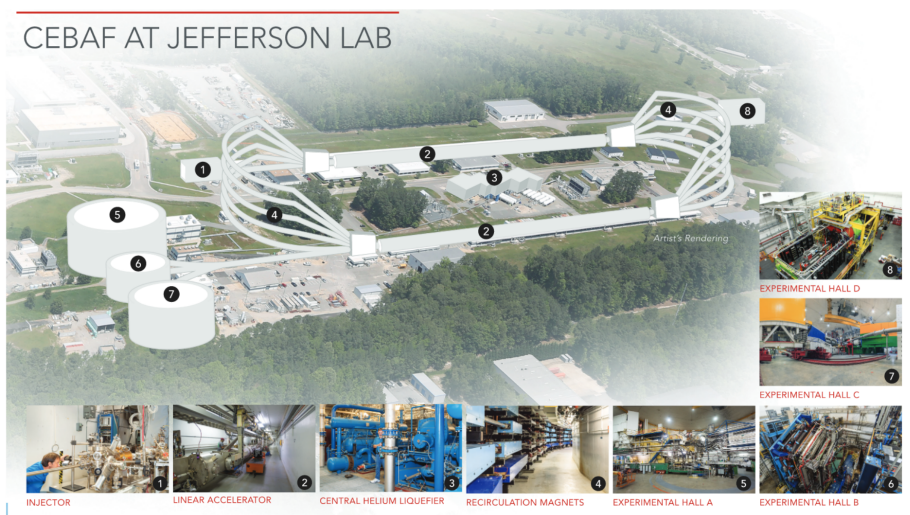 CEBAF AT JEFFERSON LAB
4
8
2
1
3
5
4
2
Artist's Rendering
6
7
8
EXPERIMENTAL HALL D
7
EXPERIMENTAL HALL C
1
2
3
4
5
6
INJECTOR
LINEAR ACCELERATOR
CENTRAL HELIUM LIQUEFIER
RECIRCULATION MAGNETS
EXPERIMENTAL HALL A
EXPERIMENTAL HALL B